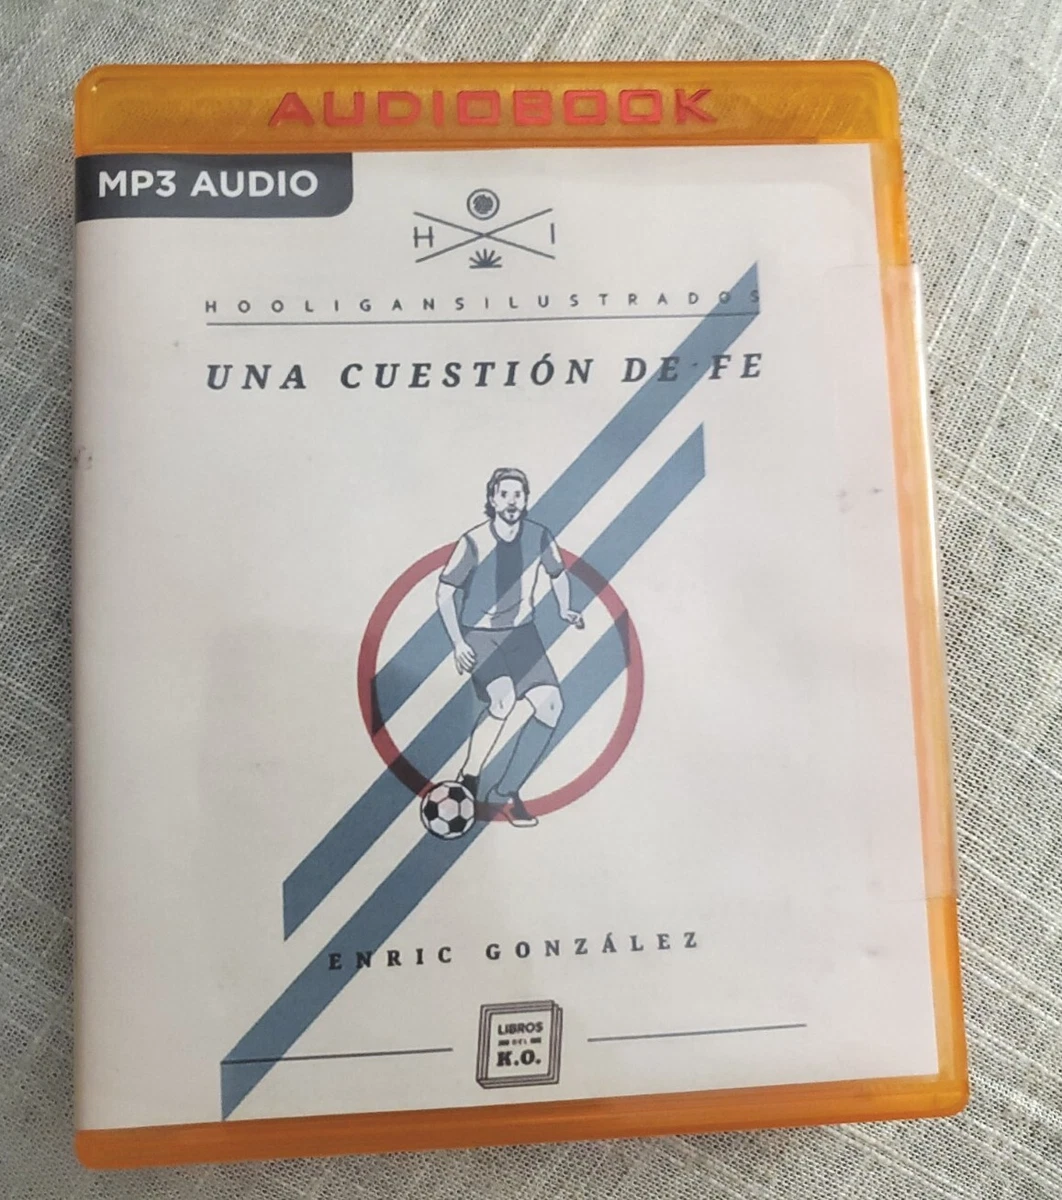 AUDIOBOOK
MP3 AUDIO
H I
HOOLIGANSILUSTRADOS
UNA CUESTIÓN DE FE
ENRIC GONZÁLEZ
LIBROS
DEL
K.O.